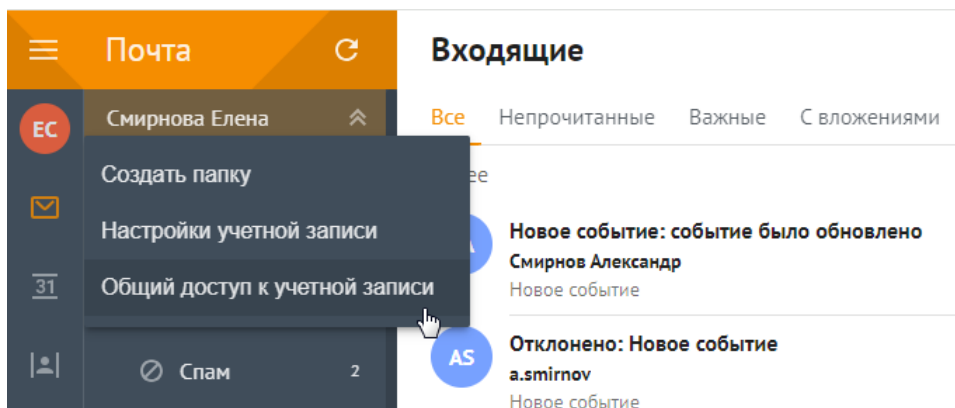 Почта
Входящие
ЕС
Смирнова Елена
Все Непрочитанные Важные С вложениями
Создать папку
ее
Настройки учетной записи
Новое событие: событие было обновлено
Смирнов Александр
Новое событие
31
Общий доступ к учетной записи
AS
Отклонено: Новое событие
a.smirnov
Новое событие
Спам 2